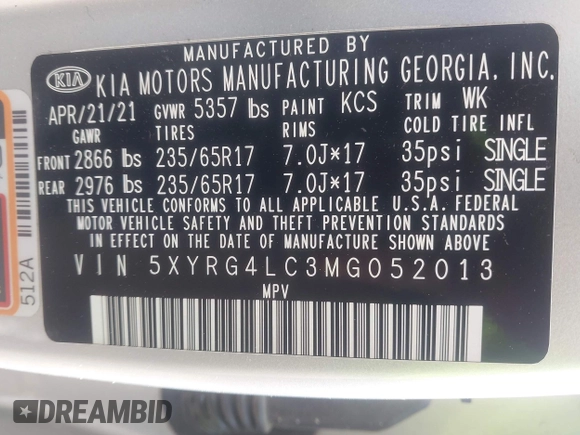 MANUFACTURED BY
KIA KIA MOTORS MANUFACTURING GEORGIA, INC.
APR/21/21 GVWR 5357 lbs PAINT KCS TRIM WK
GAWR TIRES RIMS COLD TIRE INFL
FRONT 2866 lbs 235/65R17 7.0J*17 35psi SINGLE
REAR 2976 lbs 235/65R17 7.0J*17 35psi SINGLE
THIS VEHICLE CONFORMS TO ALL APPLICABLE U.S.A. FEDERAL
MOTOR VEHICLE SAFETY AND THEFT PREVENTION STANDARDS
IN EFFECT ON THE DATE OF MANUFACTURE SHOWN ABOVE.
VIN 5XYRG4LC3MG052013
MPV
512A
DREAMBID